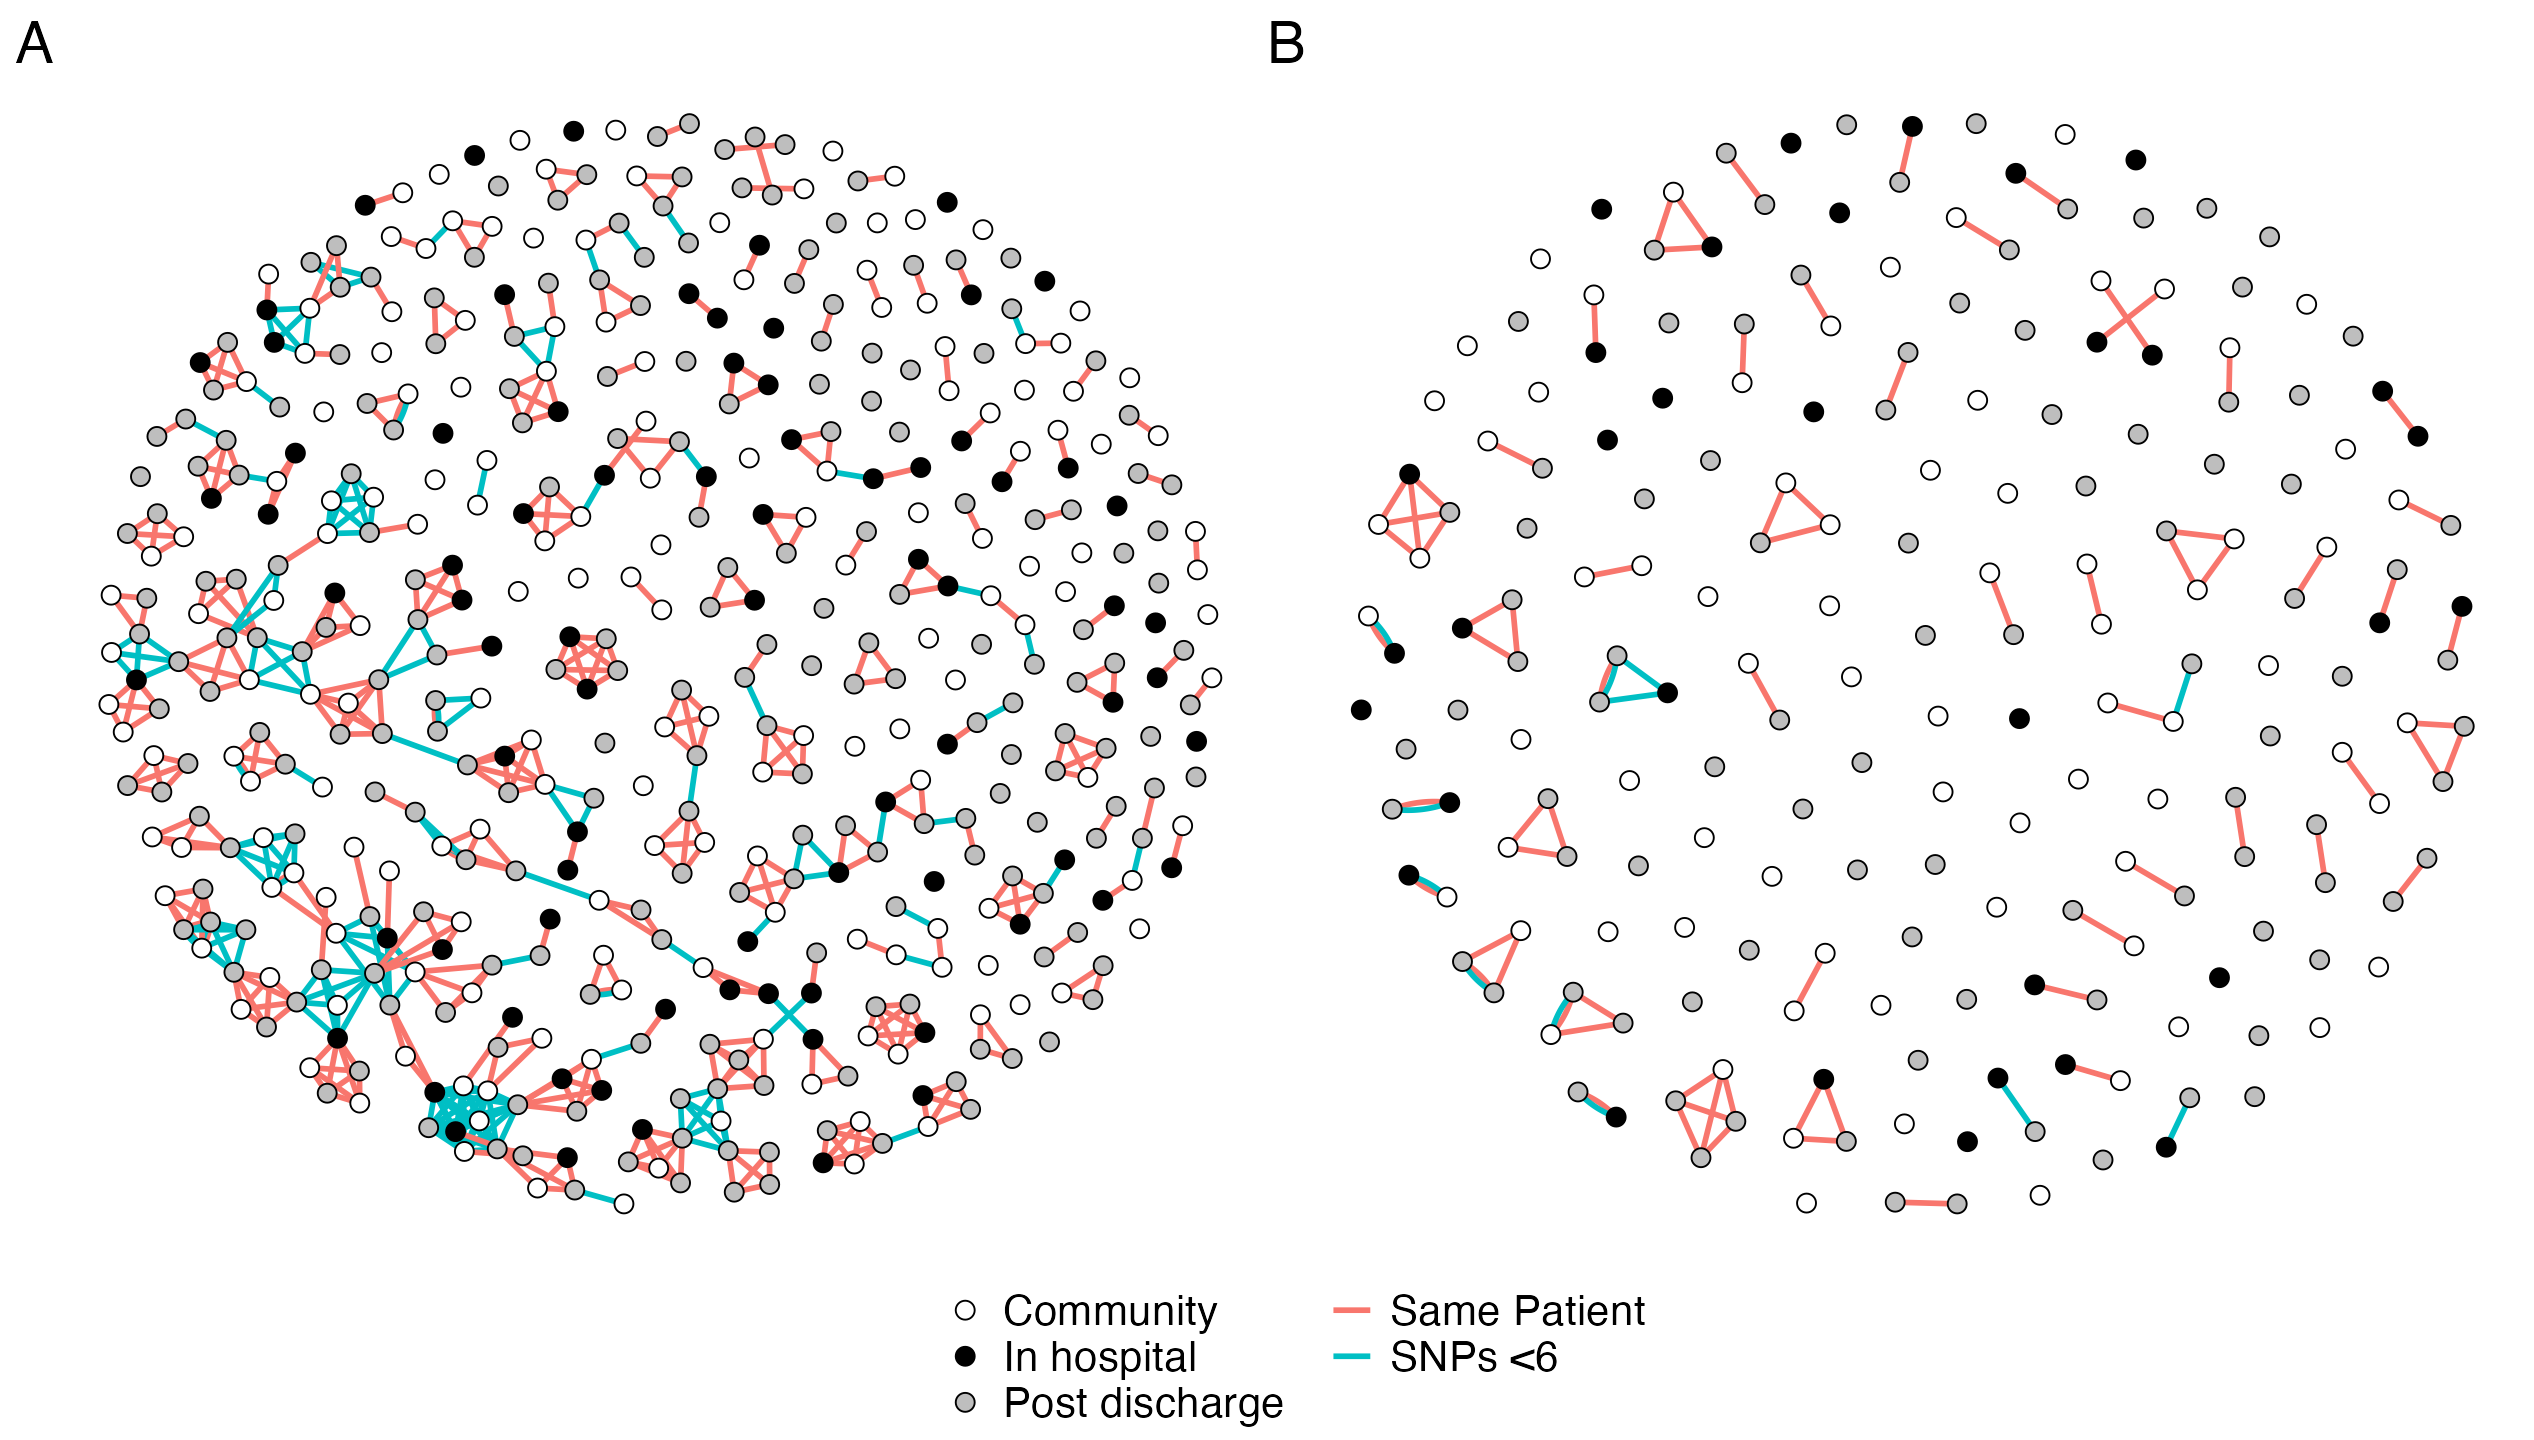 A
B
Community
In hospital
Post discharge
Same Patient
SNPs <6